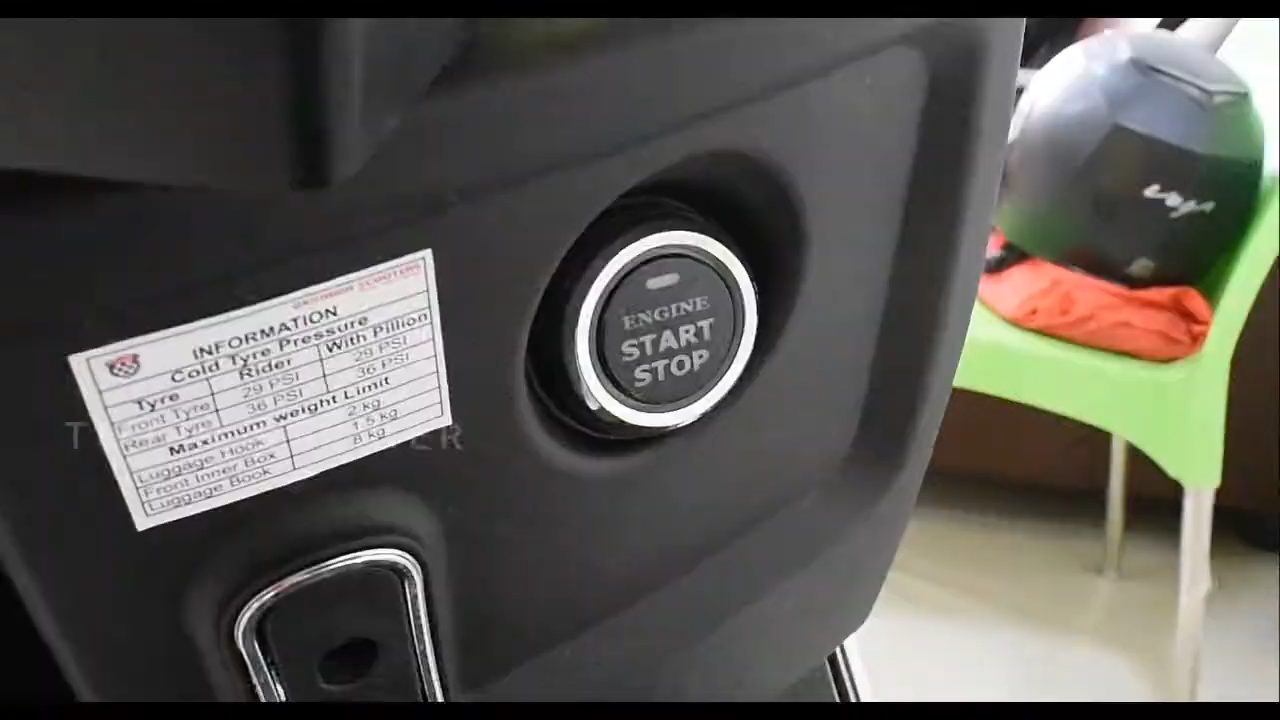 SCOOTERS
INFORMATION
Cold Tyre Pressure
Tyre Rider With Pillion
Front Tyre 29 PSI 29 PSI
Rear Tyre 36 PSI 36 PSI
Maximum weight Limit
Luggage Hook 2 kg
Front Inner Box 1.5 kg
Luggage Book 8 kg
ENGINE
START
STOP